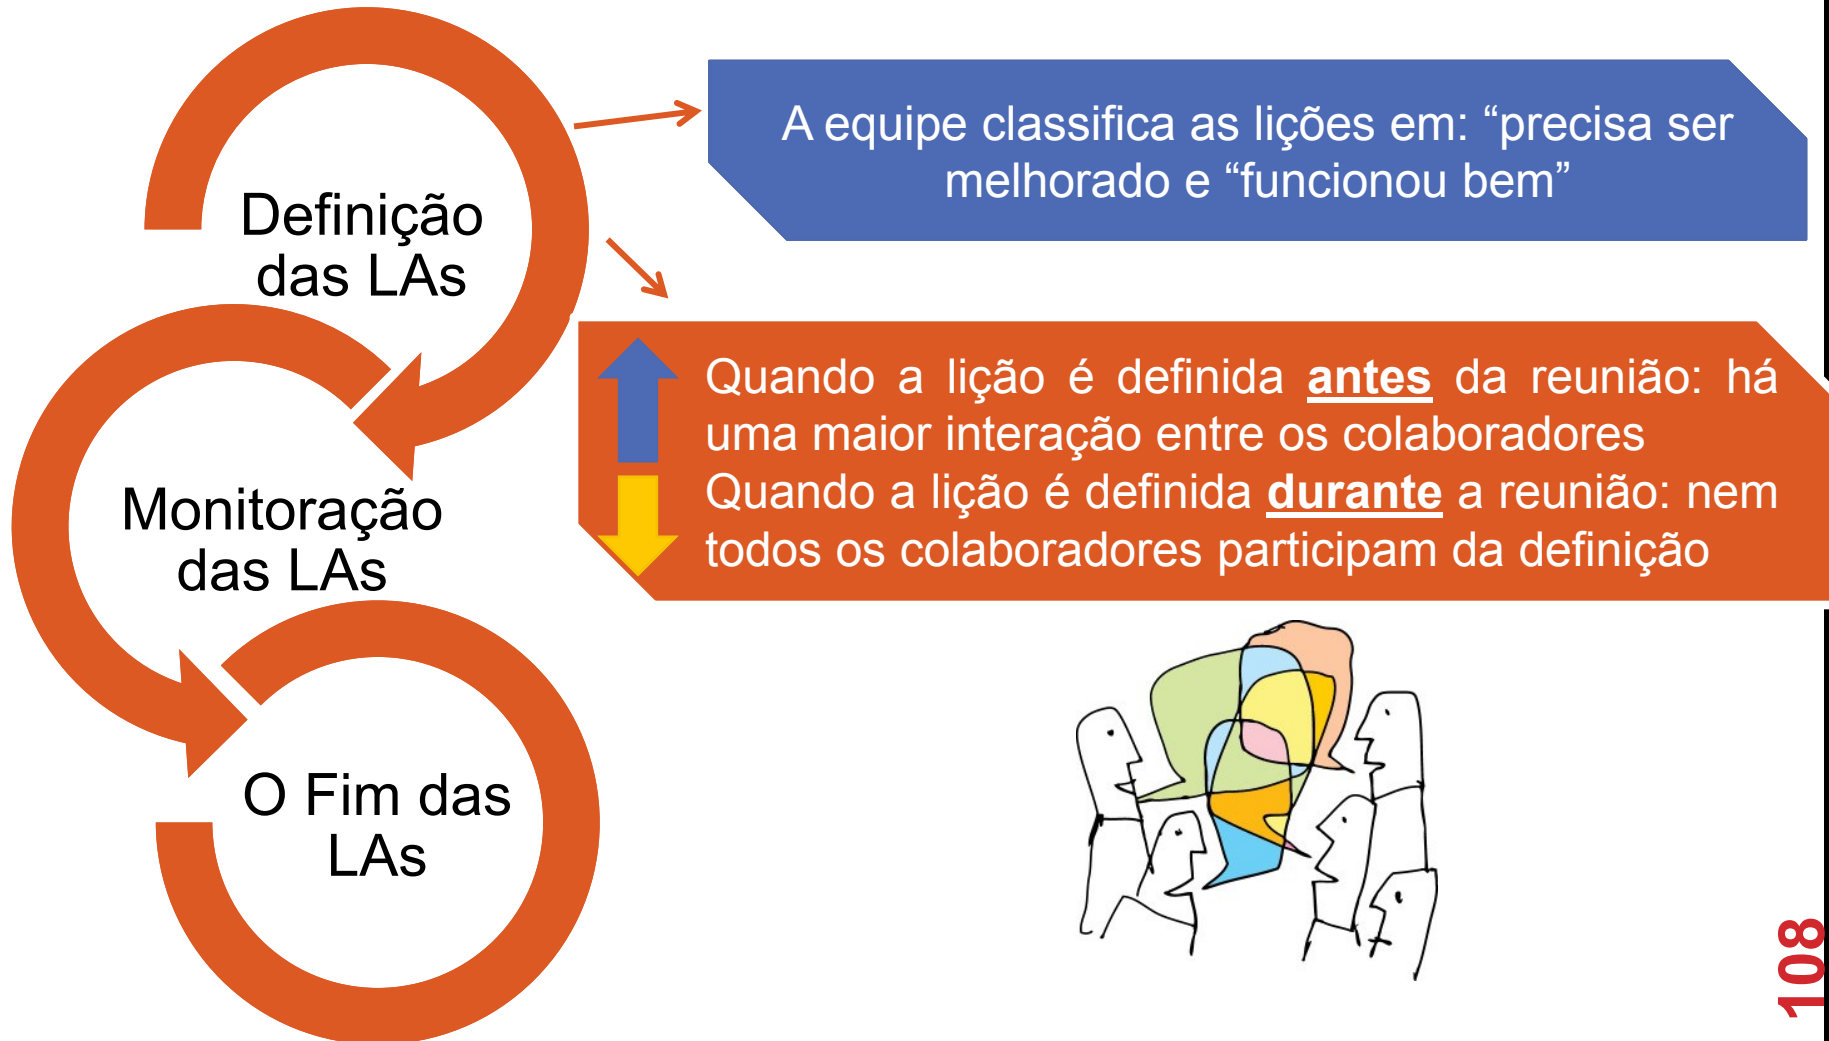 Definição
das LAs
A equipe classifica as lições em: “precisa ser
melhorado e “funcionou bem”
Quando a lição é definida antes da reunião: há
uma maior interação entre os colaboradores
Quando a lição é definida durante a reunião: nem
todos os colaboradores participam da definição
Monitoração
das LAs
O Fim das
LAs
108